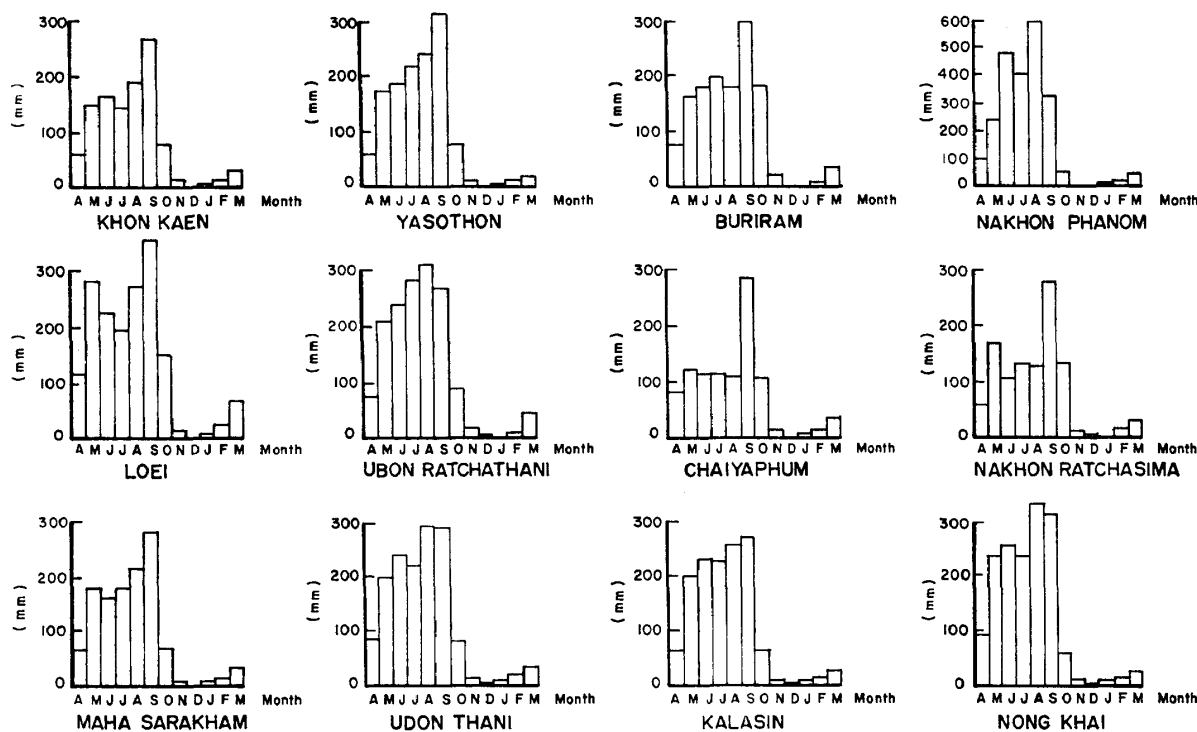 300
200
100
0
(mm)
A M J J A S O N D J F M Month
KHON KAEN
300
200
100
0
(mm)
A M J J A S O N D J F M Month
YASOTHON
300
200
100
0
(mm)
A M J J A S O N D J F M Month
BURIRAM
600
500
400
300
200
100
0
(mm)
A M J J A S O N D J F M Month
NAKHON PHANOM
300
200
100
0
(mm)
A M J J A S O N D J F M Month
LOEI
300
200
100
0
(mm)
A M J J A S O N D J F M Month
UBON RATCHATHANI
300
200
100
0
(mm)
A M J J A S O N D J F M Month
CHAIYAPHUM
300
200
100
0
(mm)
A M J J A S O N D J F M Month
NAKHON RATCHASIMA
300
200
100
0
(mm)
A M J J A S O N D J F M Month
MAHA SARAKHAM
300
200
100
0
(mm)
A M J J A S O N D J F M Month
UDON THANI
300
200
100
0
(mm)
A M J J A S O N D J F M Month
KALASIN
300
200
100
0
(mm)
A M J J A S O N D J F M Month
NONG KHAI